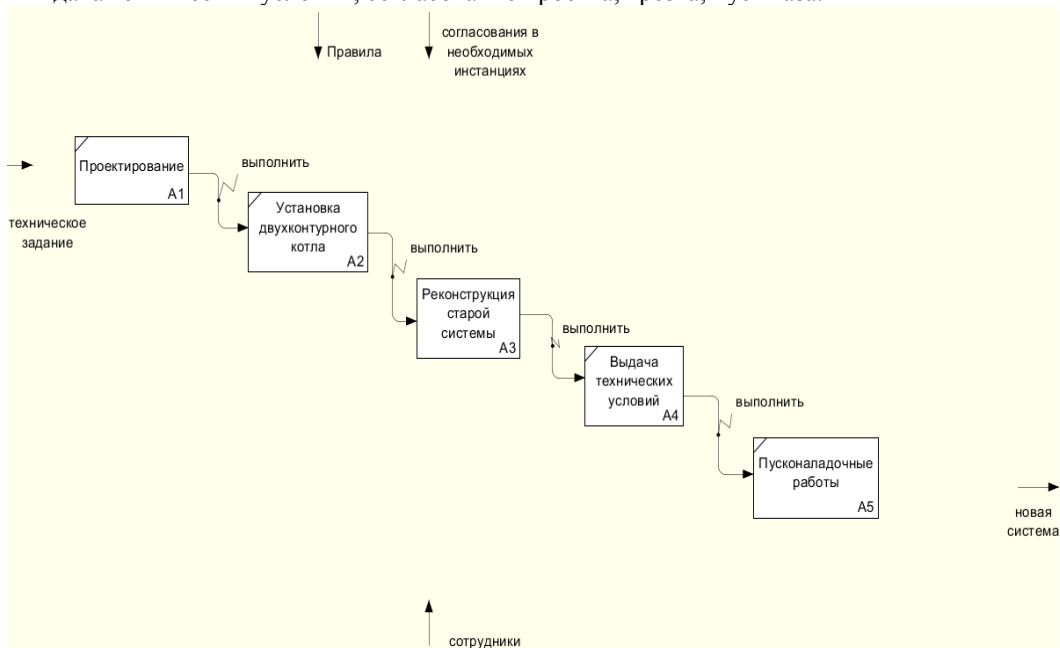 Правила
согласования в
необходимых
инстанциях
Проектирование
A1
техническое
задание
выполнить
Установка
двухконтурного
котла
A2
выполнить
Реконструкция
старой
системы
A3
выполнить
Выдача
технических
условий
A4
выполнить
Пусконаладочные
работы
A5
новая
система
сотрудники